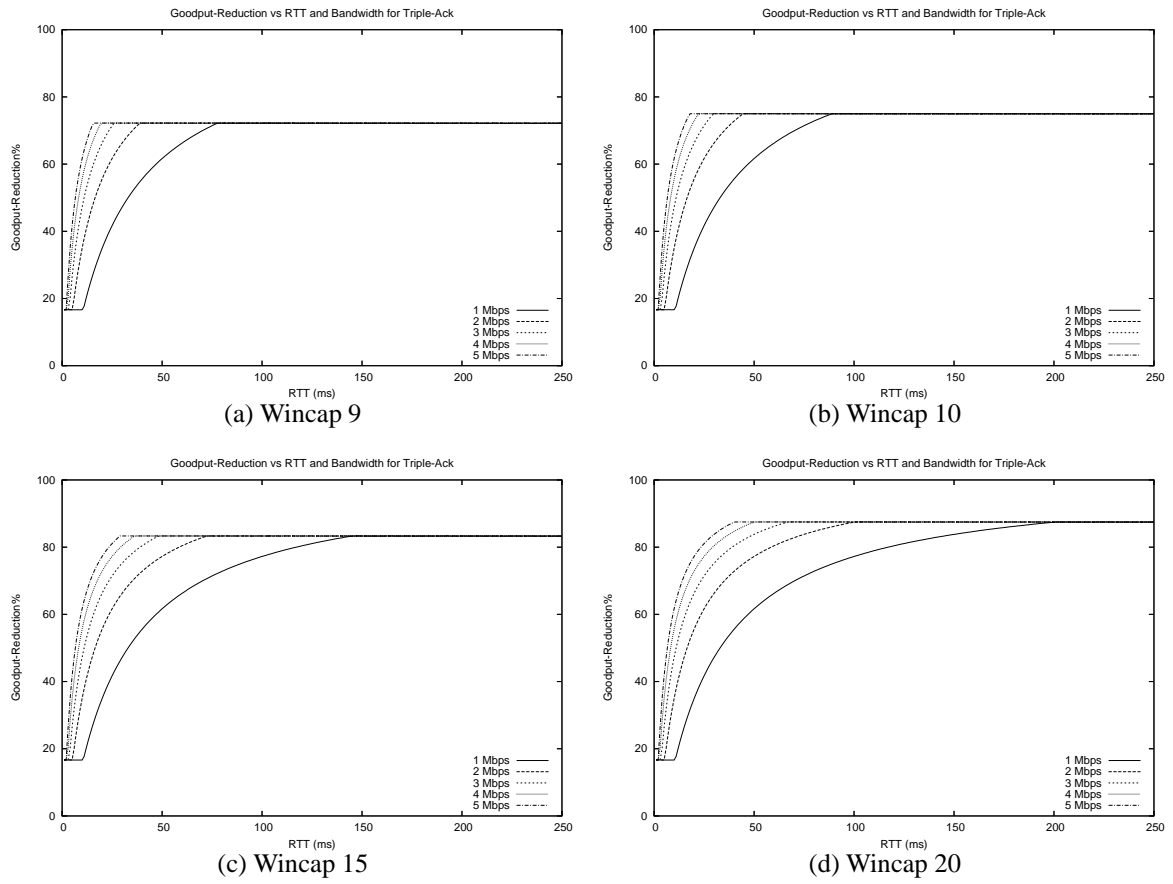 Goodput-Reduction vs RTT and Bandwidth for Triple-Ack
Goodput-Reduction%
100
80
60
40
20
0
1 Mbps
2 Mbps
3 Mbps
4 Mbps
5 Mbps
0 50 100 150 200 250
RTT (ms)
(a) Wincap 9
Goodput-Reduction vs RTT and Bandwidth for Triple-Ack
Goodput-Reduction%
100
80
60
40
20
0
1 Mbps
2 Mbps
3 Mbps
4 Mbps
5 Mbps
0 50 100 150 200 250
RTT (ms)
(b) Wincap 10
Goodput-Reduction vs RTT and Bandwidth for Triple-Ack
Goodput-Reduction%
100
80
60
40
20
0
1 Mbps
2 Mbps
3 Mbps
4 Mbps
5 Mbps
0 50 100 150 200 250
RTT (ms)
(c) Wincap 15
Goodput-Reduction vs RTT and Bandwidth for Triple-Ack
Goodput-Reduction%
100
80
60
40
20
0
1 Mbps
2 Mbps
3 Mbps
4 Mbps
5 Mbps
0 50 100 150 200 250
RTT (ms)
(d) Wincap 20